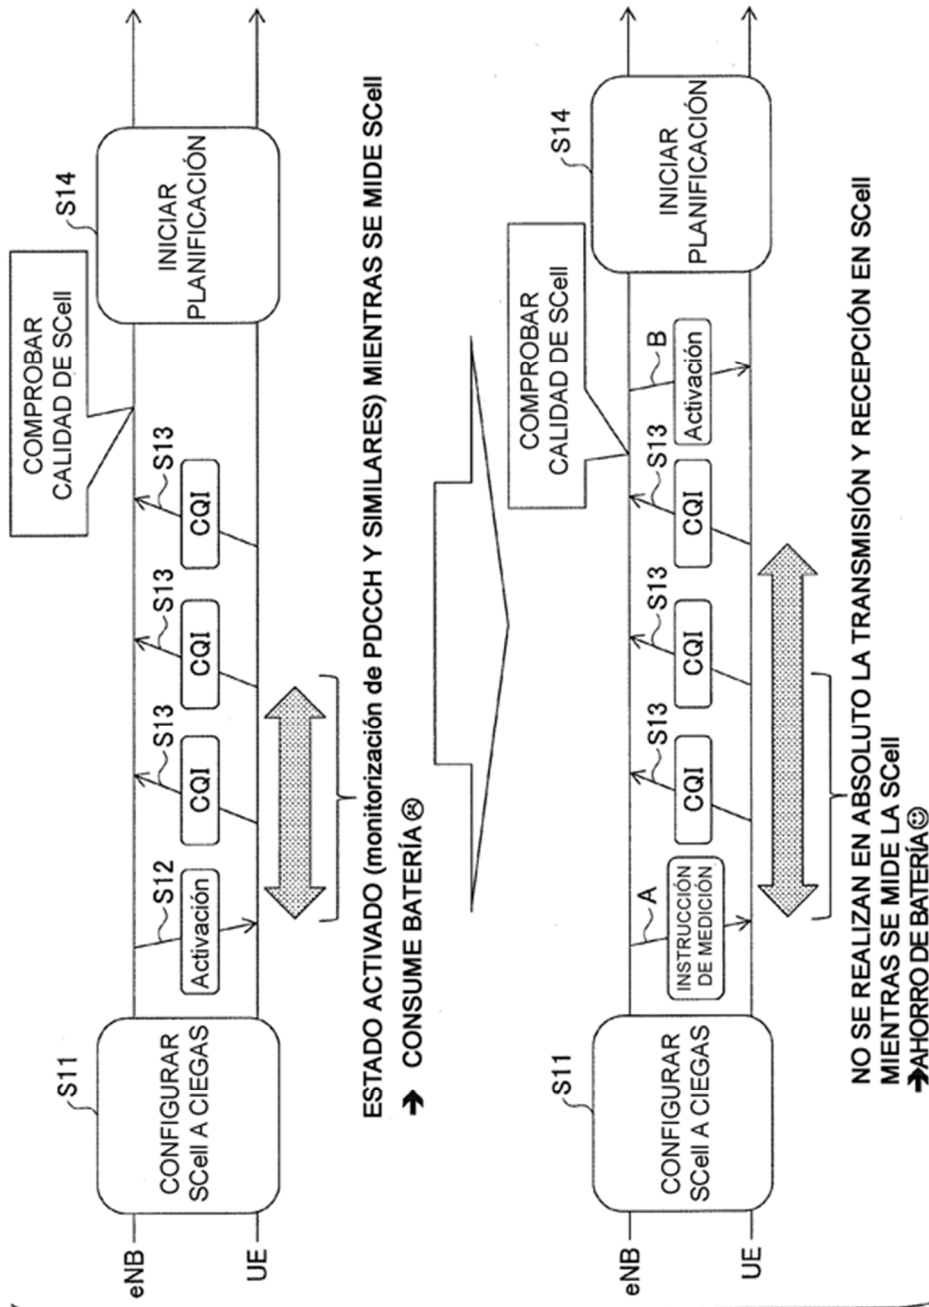 COMPROBAR
CALIDAD DE SCell
S14
S11
CONFIGURAR
SCell A CIEGAS
S12
Activación
S13
CQI
S13
CQI
S13
CQI
INICIAR
PLANIFICACIÓN
eNB
UE
ESTADO ACTIVADO (monitorización de PDCCH Y SIMILARES) MIENTRAS SE MIDE SCell
➔ CONSUME BATERÍA☹
COMPROBAR
CALIDAD DE SCell
S14
S11
CONFIGURAR
SCell A CIEGAS
A
INSTRUCCIÓN
DE MEDICIÓN
S13
CQI
S13
CQI
S13
CQI
B
Activación
INICIAR
PLANIFICACIÓN
eNB
UE
NO SE REALIZAN EN ABSOLUTO LA TRANSMISIÓN Y RECEPCIÓN EN SCell
MIENTRAS SE MIDE LA SCell
➔AHORRO DE BATERÍA☺